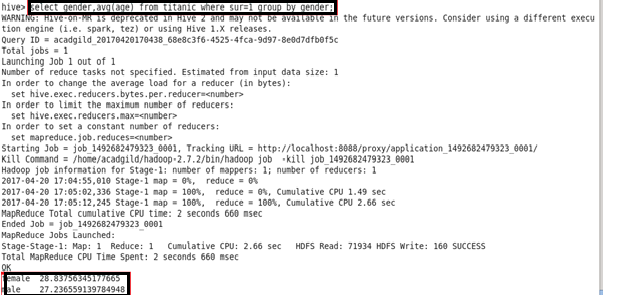 hive> select gender,avg(age) from titanic where sur=1 group by gender;
WARNING: Hive-on-MR is deprecated in Hive 2 and may not be available in the future versions. Consider using a different execu
tion engine (i.e. spark, tez) or using Hive 1.X releases.
Query ID = acadgild_20170420170438_68e8c3f6-4525-4fca-9d97-8e0d7dfb0f5c
Total jobs = 1
Launching Job 1 out of 1
Number of reduce tasks not specified. Estimated from input data size: 1
In order to change the average load for a reducer (in bytes):
set hive.exec.reducers.bytes.per.reducer=<number>
In order to limit the maximum number of reducers:
set hive.exec.reducers.max=<number>
In order to set a constant number of reducers:
set mapreduce.job.reduces=<number>
Starting Job = job_1492682479323_0001, Tracking URL = http://localhost:8088/proxy/application_1492682479323_0001/
Kill Command = /home/acadgild/hadoop-2.7.2/bin/hadoop job -kill job_1492682479323_0001
Hadoop job information for Stage-1: number of mappers: 1; number of reducers: 1
2017-04-20 17:04:55,010 Stage-1 map = 0%, reduce = 0%
2017-04-20 17:05:02,336 Stage-1 map = 100%, reduce = 0%, Cumulative CPU 1.49 sec
2017-04-20 17:05:12,245 Stage-1 map = 100%, reduce = 100%, Cumulative CPU 2.66 sec
MapReduce Total cumulative CPU time: 2 seconds 660 msec
Ended Job = job_1492682479323_0001
MapReduce Jobs Launched:
Stage-Stage-1: Map: 1 Reduce: 1 Cumulative CPU: 2.66 sec HDFS Read: 71934 HDFS Write: 160 SUCCESS
Total MapReduce CPU Time Spent: 2 seconds 660 msec
OK
female 28.83756345177665
male 27.236559139784948